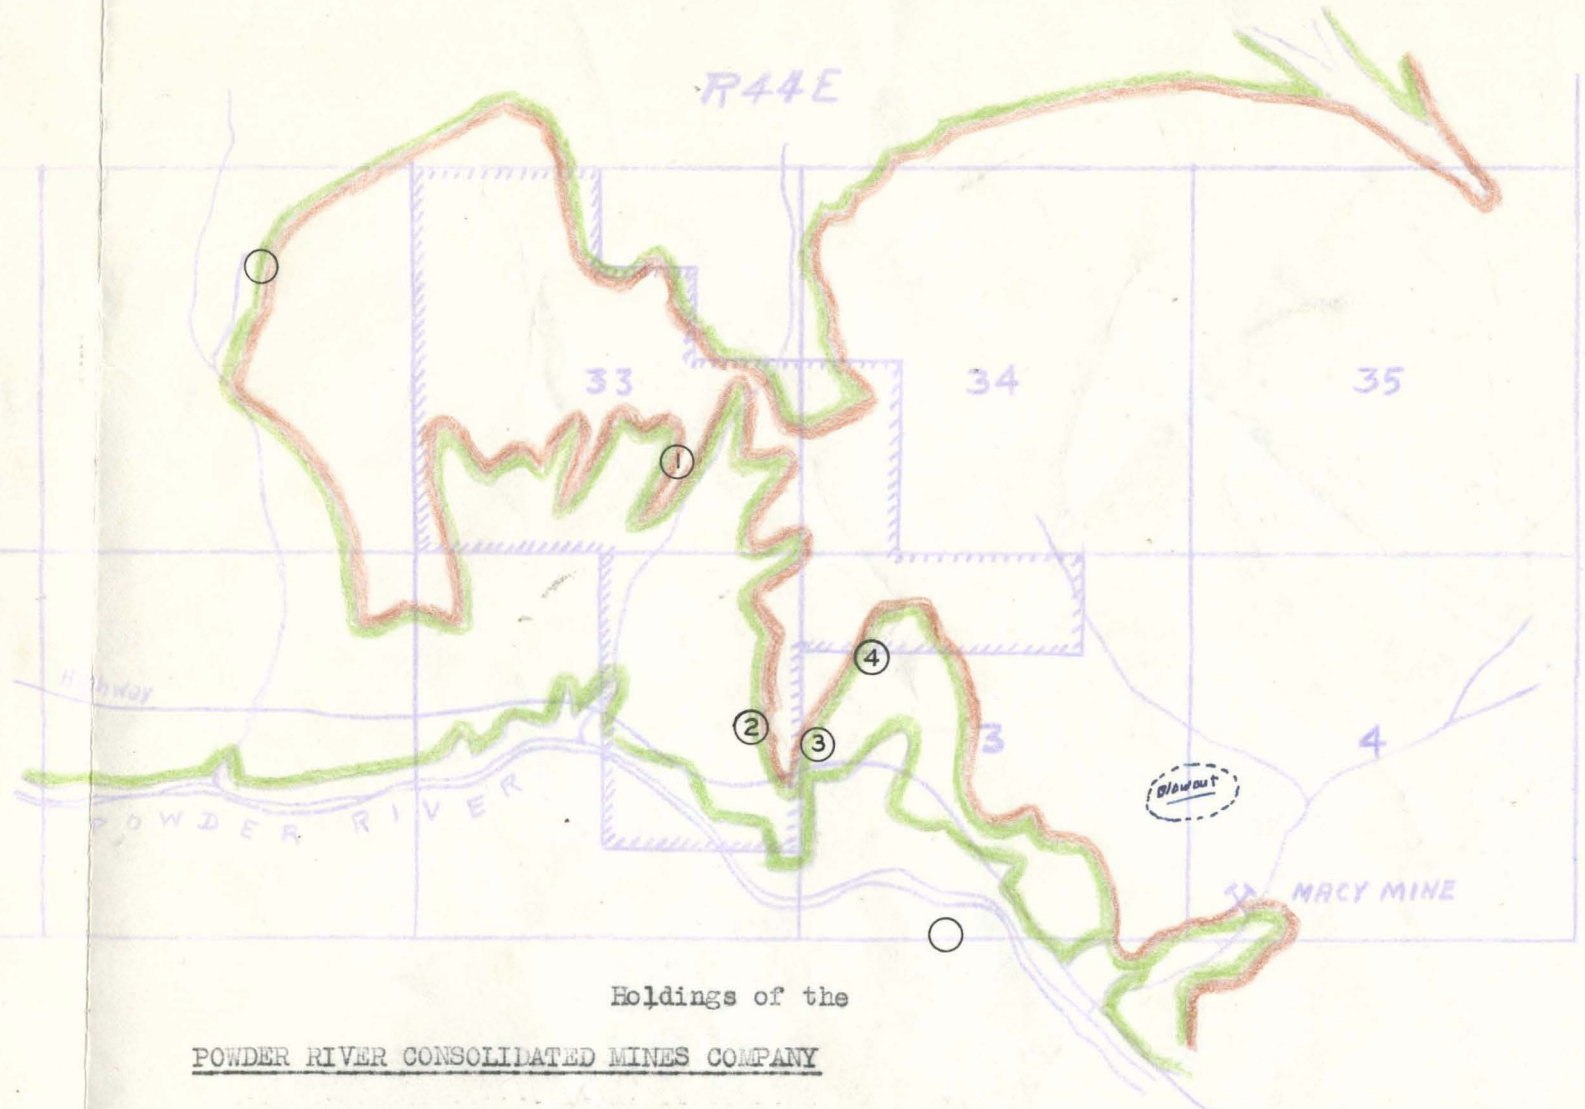 R44E
33
34
35
1
Highway
4
2
3
3
4
Blowout
POWDER RIVER
MACY MINE
Holdings of the
POWDER RIVER CONSOLIDATED MINES COMPANY